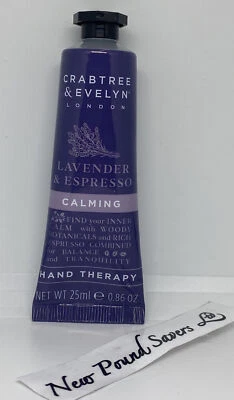 CRABTREE
& EVELYN®
LONDON
LAVENDER
& ESPRESSO
CALMING
FIND your INNER
CALM with WOODY
BOTANICALS and RICH
ESPRESSO COMBINED
for BALANCE
and TRANQUILITY
HAND THERAPY
NET WT 25ml ℮ 0.86 OZ
New Pound Savers Ltd